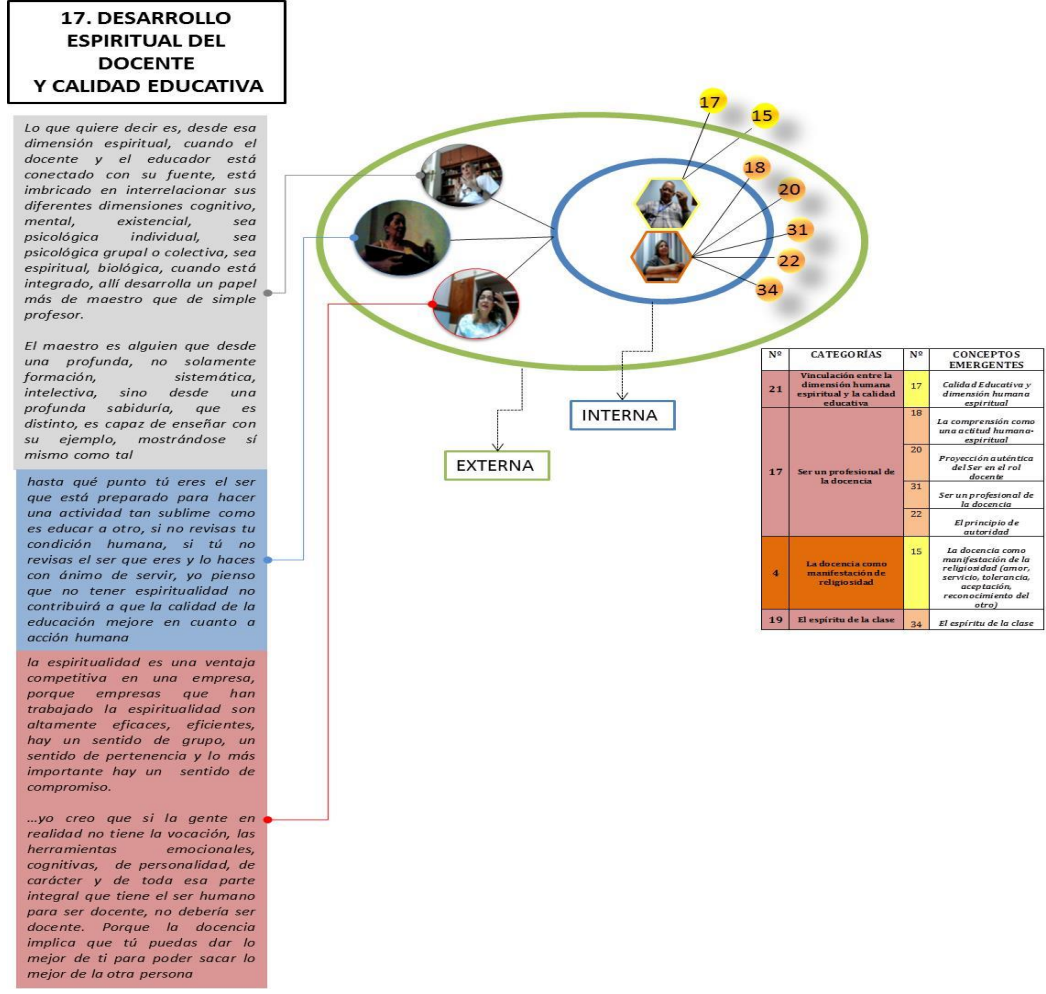 17. DESARROLLO
ESPIRITUAL DEL
DOCENTE
Y CALIDAD EDUCATIVA
Lo que quiere decir es, desde esa
dimensión espiritual, cuando el
docente y el educador está
conectado con su fuente, está
imbricado en interrelacionar sus
diferentes dimensiones cognitivo,
mental, existencial, sea
psicológica individual, sea
psicológica grupal o colectiva, sea
espiritual, biológica, cuando está
integrado, allí desarrolla un papel
más de maestro que de simple
profesor.
El maestro es alguien que desde
una profunda, no solamente
formación, sistemática,
intelectiva, sino desde una
profunda sabiduría, que es
distinto, es capaz de enseñar con
su ejemplo, mostrándose sí
mismo como tal
hasta qué punto tú eres el ser
que está preparado para hacer
una actividad tan sublime como
es educar a otro, si no revisas tu
condición humana, si tú no
revisas el ser que eres y lo haces
con ánimo de servir, yo pienso
que no tener espiritualidad no
contribuirá a que la calidad de la
educación mejore en cuanto a
acción humana
la espiritualidad es una ventaja
competitiva en una empresa,
porque empresas que han
trabajado la espiritualidad son
altamente eficaces, eficientes,
hay un sentido de grupo, un
sentido de pertenencia y lo más
importante hay un sentido de
compromiso.
...yo creo que si la gente en
realidad no tiene la vocación, las
herramientas emocionales,
cognitivas, de personalidad, de
carácter y de toda esa parte
integral que tiene el ser humano
para ser docente, no debería ser
docente. Porque la docencia
implica que tú puedas dar lo
mejor de ti para poder sacar lo
mejor de la otra persona
17
15
18
20
31
22
34
INTERNA
EXTERNA
Nº CATEGORÍAS Nº CONCEPTOS
EMERGENTES
21 Vinculación entre la
dimensión humana
espiritual y la calidad
educativa
17 Calidad Educativa y
dimensión humana
espiritual
17 Ser un profesional de
la docencia
18 La comprensión como
una actitud humana-
espiritual
20 Proyección auténtica
del Ser en el rol
docente
31 Ser un profesional de
la docencia
22 El principio de
autoridad
4 La docencia como
manifestación de
religiosidad
15 La docencia como
manifestación de la
religiosidad (amor,
servicio, tolerancia,
aceptación,
reconocimiento del
otro)
19 El espíritu de la clase 34 El espíritu de la clase